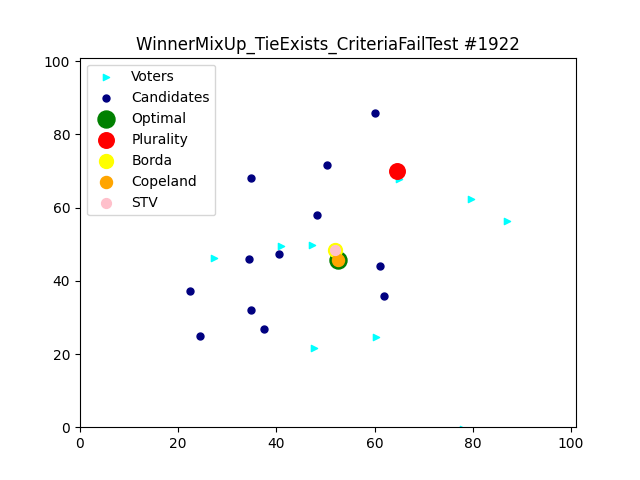 WinnerMixUp_TieExists_CriteriaFailTest #1922
100
80
60
40
20
0
Voters
Candidates
Optimal
Plurality
Borda
Copeland
STV
0 20 40 60 80 100